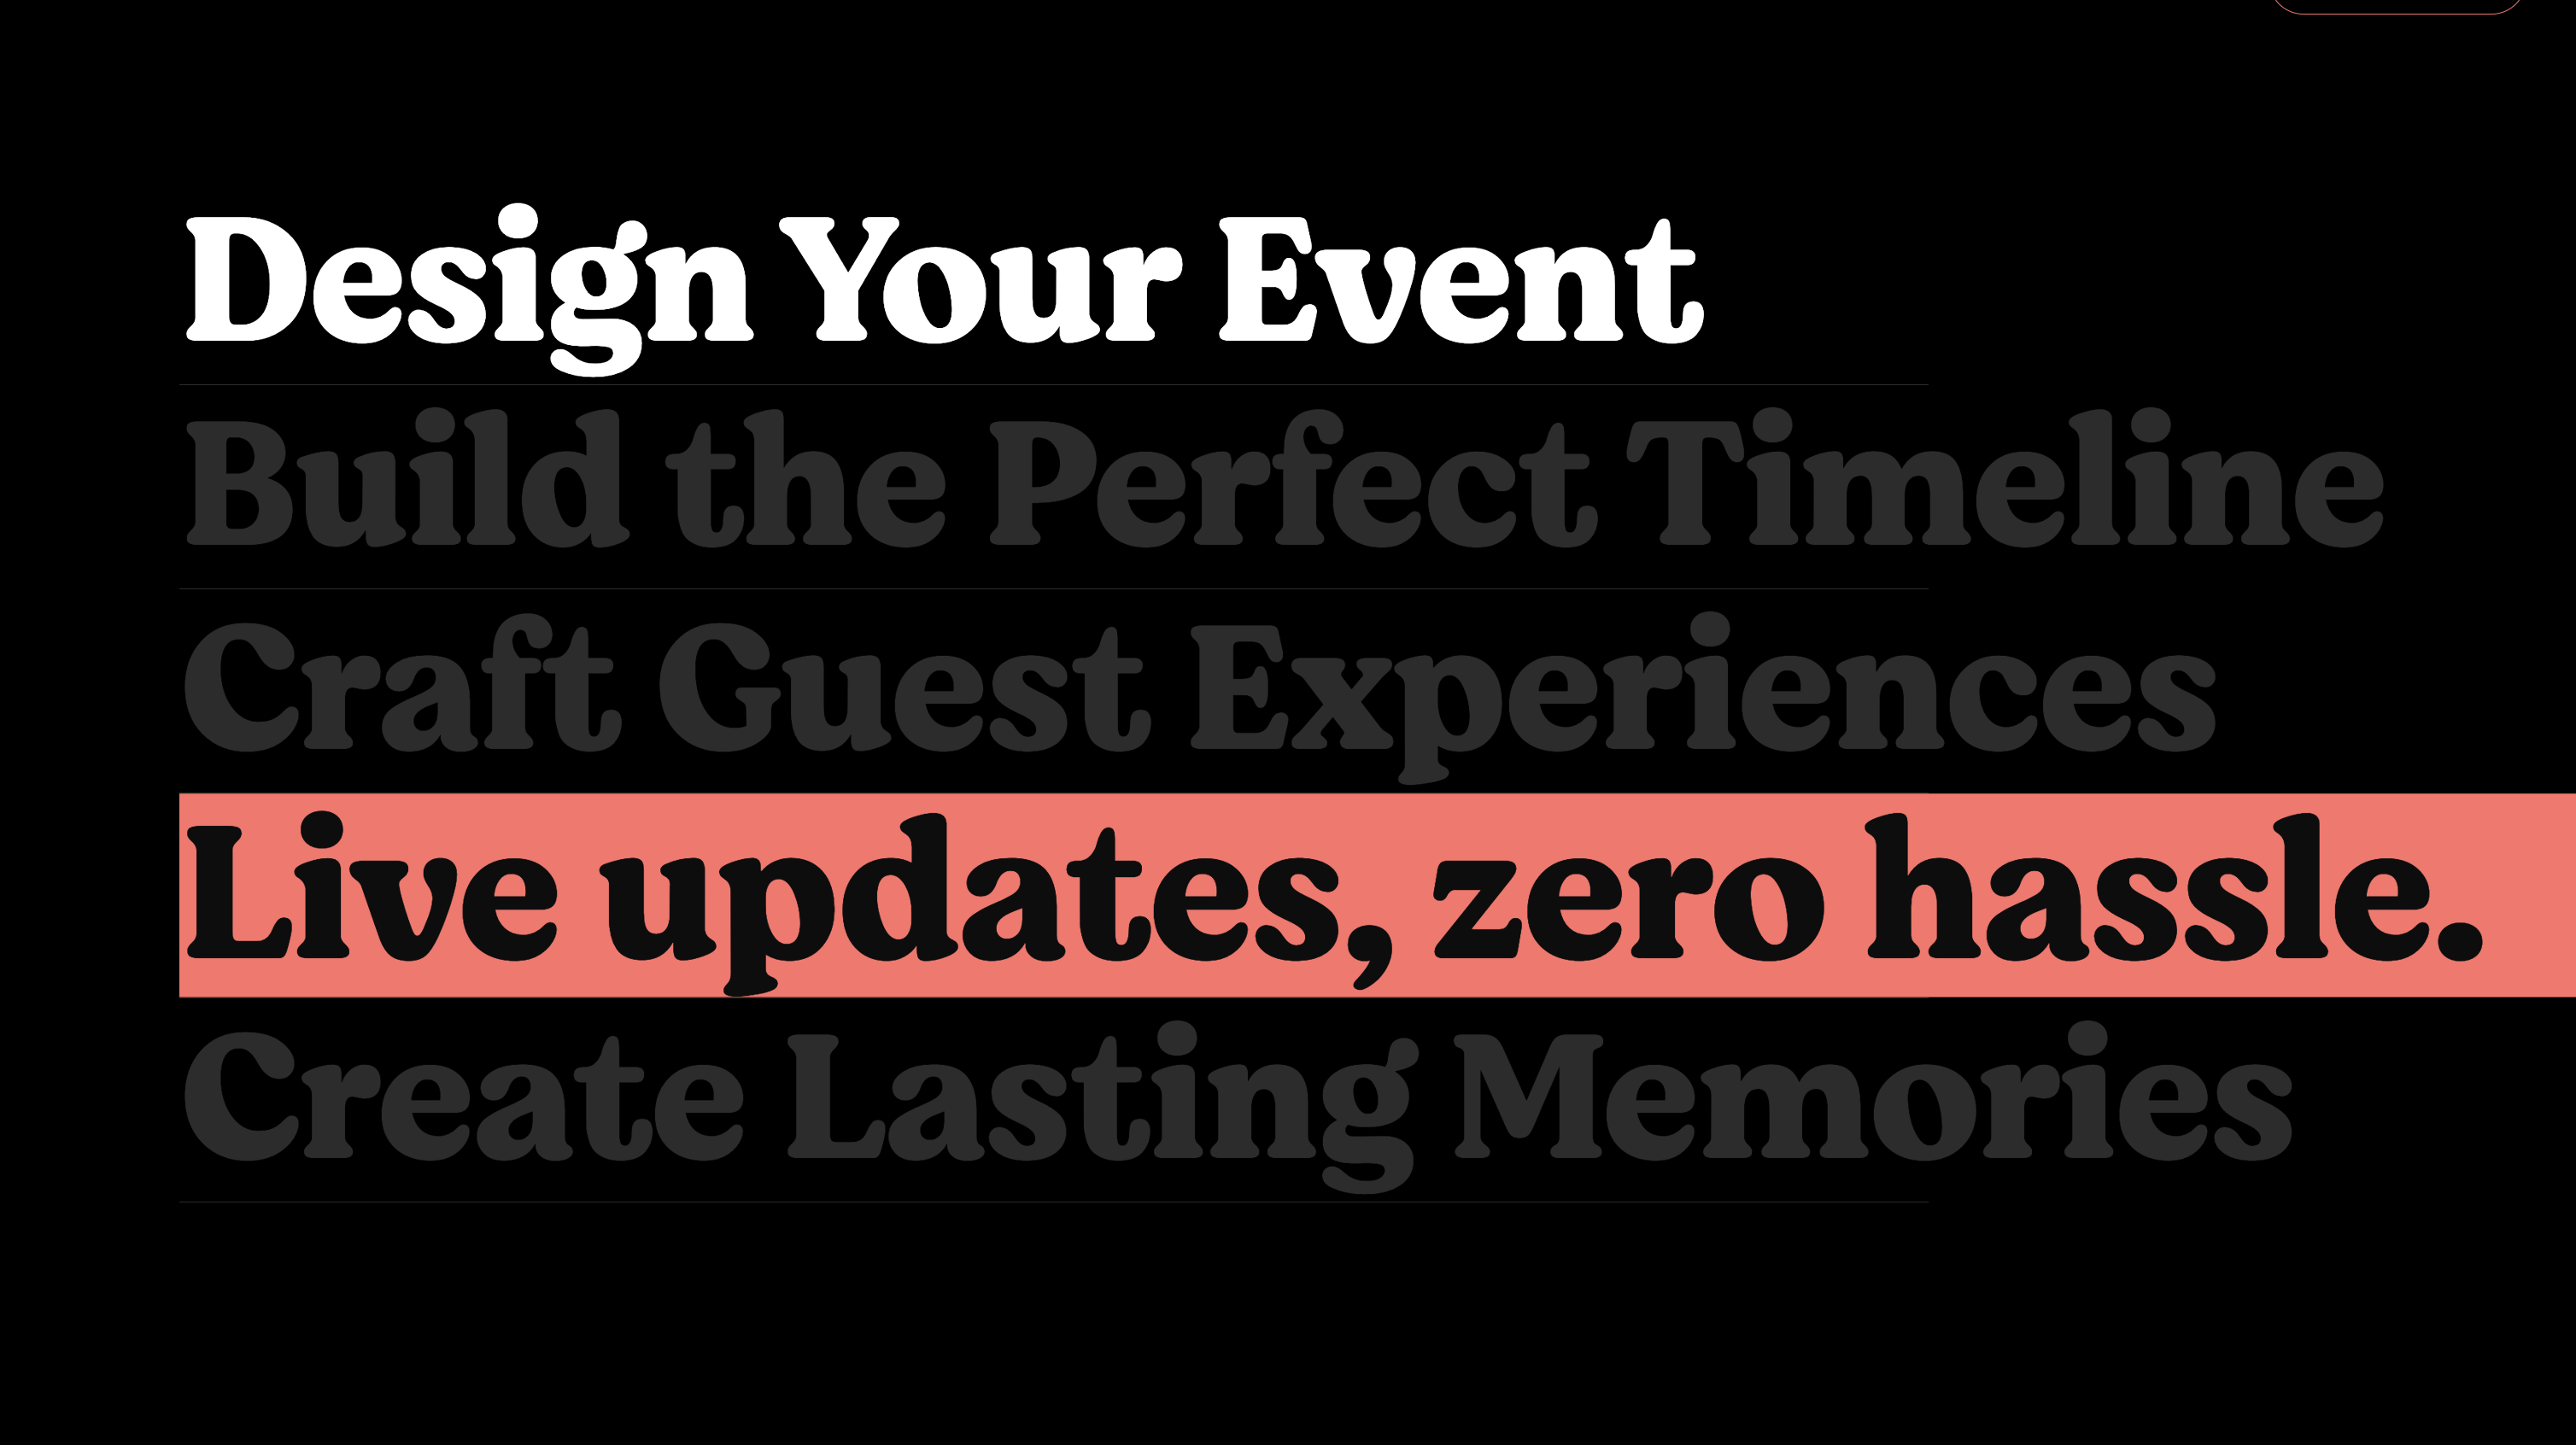 Design Your Event
Build the Perfect Timeline
Craft Guest Experiences
Live updates, zero hassle.
Create Lasting Memories